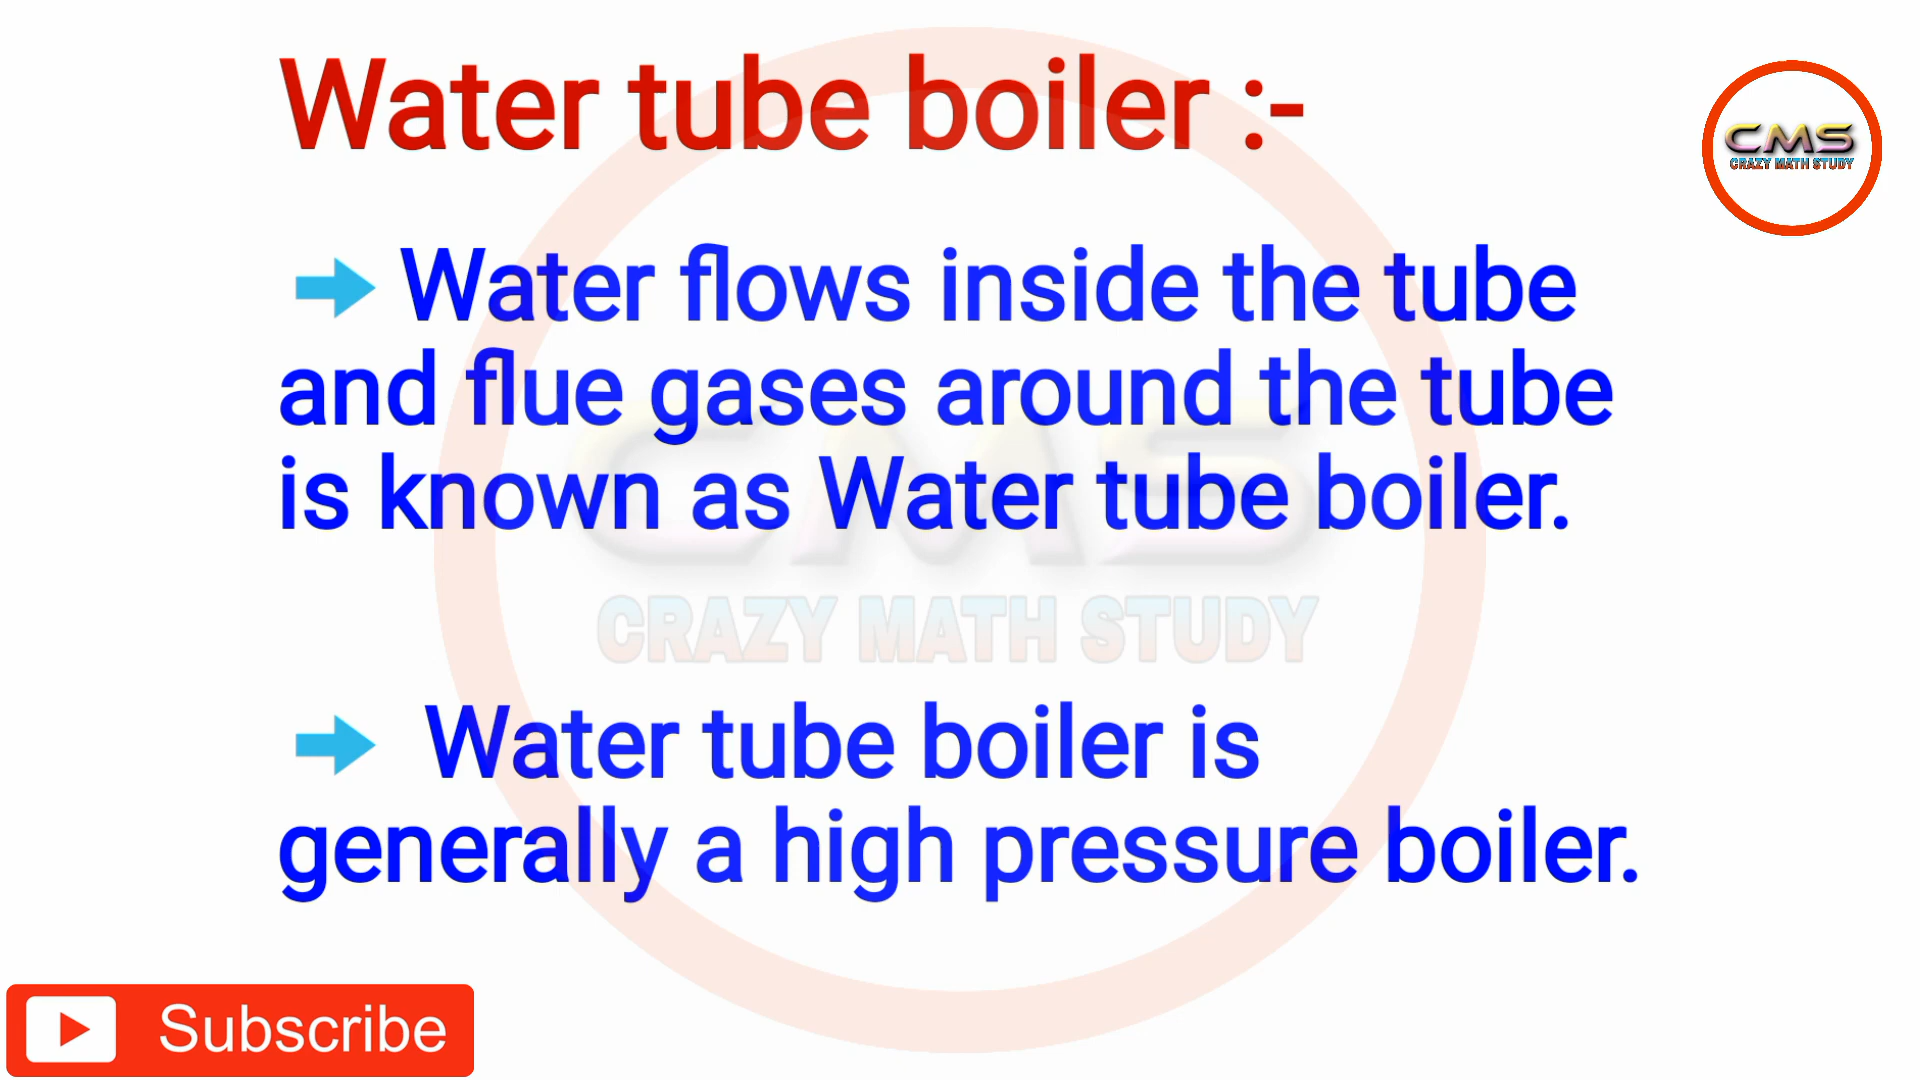 Water tube boiler :-
CMS
CRAZY MATH STUDY
Water flows inside the tube
and flue gases around the tube
is known as Water tube boiler.
CMS
CRAZY MATH STUDY
Water tube boiler is
generally a high pressure boiler.
Subscribe